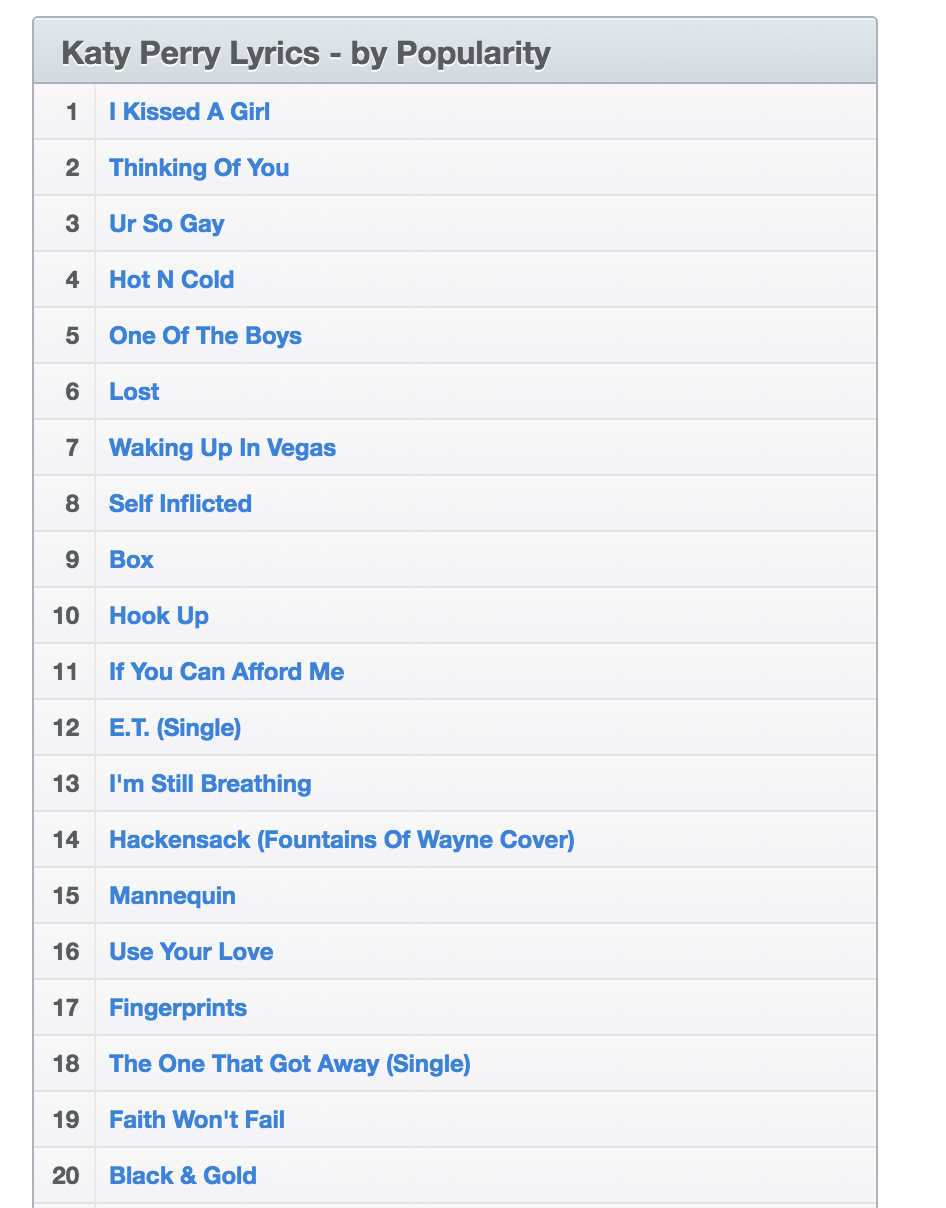 Katy Perry Lyrics - by Popularity
1 I Kissed A Girl
2 Thinking Of You
3 Ur So Gay
4 Hot N Cold
5 One Of The Boys
6 Lost
7 Waking Up In Vegas
8 Self Inflicted
9 Box
10 Hook Up
11 If You Can Afford Me
12 E.T. (Single)
13 I'm Still Breathing
14 Hackensack (Fountains Of Wayne Cover)
15 Mannequin
16 Use Your Love
17 Fingerprints
18 The One That Got Away (Single)
19 Faith Won't Fail
20 Black & Gold